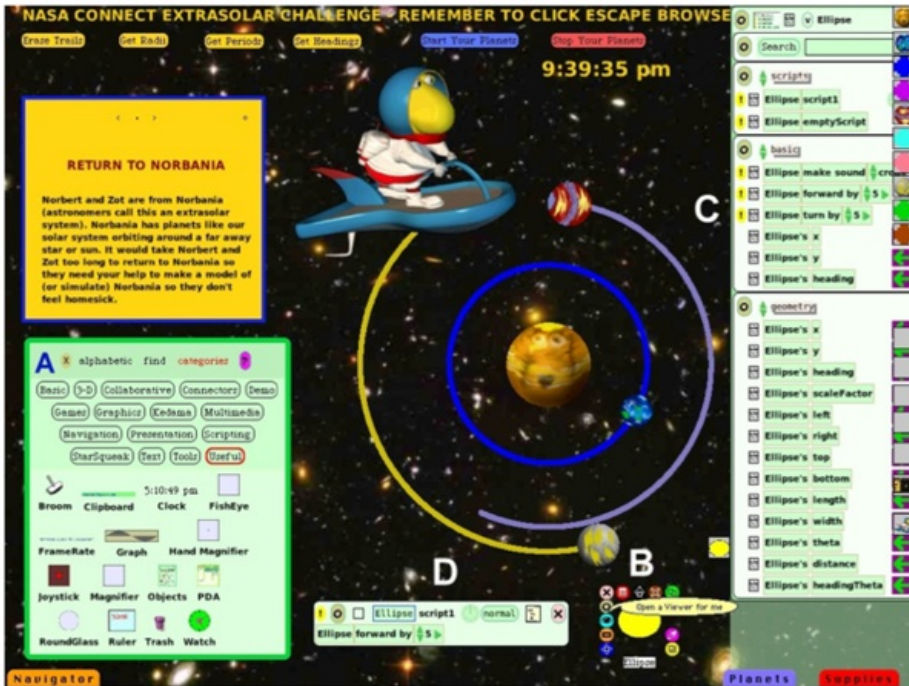 NASA CONNECT EXTRASOLAR CHALLENGE - REMEMBER TO CLICK ESCAPE BROWSE
Erase Trails Get Radii Get Periods Set Headings Start Your Planets Stop Your Planets
9:39:35 pm
RETURN TO NORBANIA
Norbert and Zot are from Norbania
(astronomers call this an extrasolar
system). Norbania has planets like our
solar system orbiting around a far away
star or sun. It would take Norbert and
Zot too long to return to Norbania so
they need your help to make a model of
(or simulate) Norbania so they don't
feel homesick.
A alphabetic find categories ?
Basic 3-D Collaborative Connectors Demo
Games Graphics Kedama Multimedia
Navigation Presentation Scripting
StarSqueak Text Tools Useful
5:10:49 pm
Broom Clipboard Clock FishEye
FrameRate Graph Hand Magnifier
Joystick Magnifier Objects PDA
RoundGlass Ruler Trash Watch
C
D
B
! Ellipse script1 normal
Ellipse forward by 5
Open a Viewer for me
Ellipse
Ellipse
Search
scripts
! Ellipse script1
! Ellipse emptyScript
basic
! Ellipse make sound cro
! Ellipse forward by 5
! Ellipse turn by 5
Ellipse's x
Ellipse's y
Ellipse's heading
geometry
Ellipse's x
Ellipse's y
Ellipse's heading
Ellipse's scaleFactor
Ellipse's left
Ellipse's right
Ellipse's top
Ellipse's bottom
Ellipse's length
Ellipse's width
Ellipse's theta
Ellipse's distance
Ellipse's headingTheta
Navigator Planets Supplies